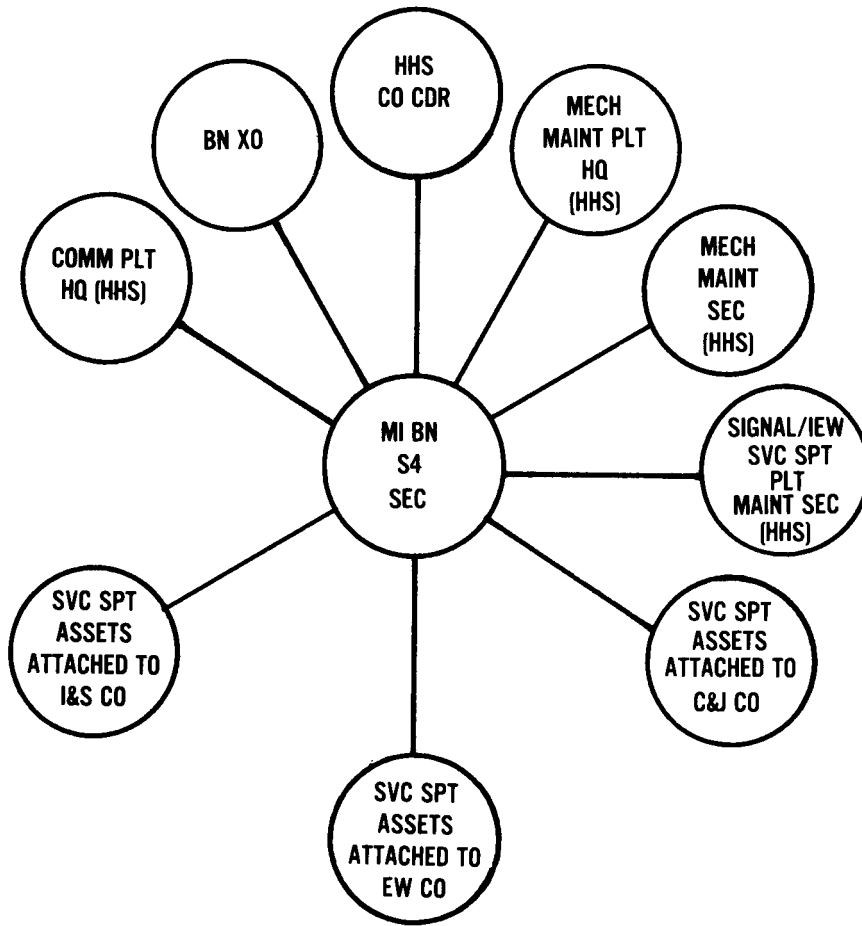 HHS
CO CDR
BN XO
MECH
MAINT PLT
HQ
(HHS)
COMM PLT
HQ (HHS)
MECH
MAINT
SEC
(HHS)
MI BN
S4
SEC
SIGNAL/IEW
SVC SPT
PLT
MAINT SEC
(HHS)
SVC SPT
ASSETS
ATTACHED TO
I&S CO
SVC SPT
ASSETS
ATTACHED TO
C&J CO
SVC SPT
ASSETS
ATTACHED TO
EW CO